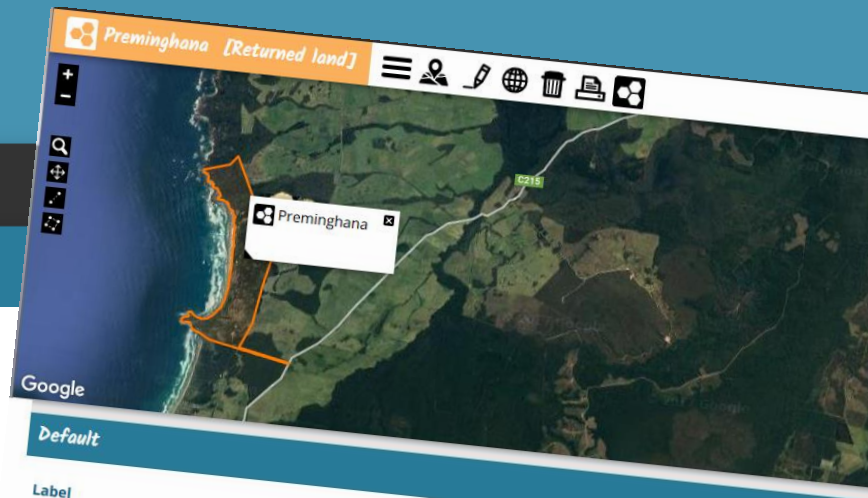 Preminghana [Returned land]
+
-
C215
Preminghana
Google
Default
Label